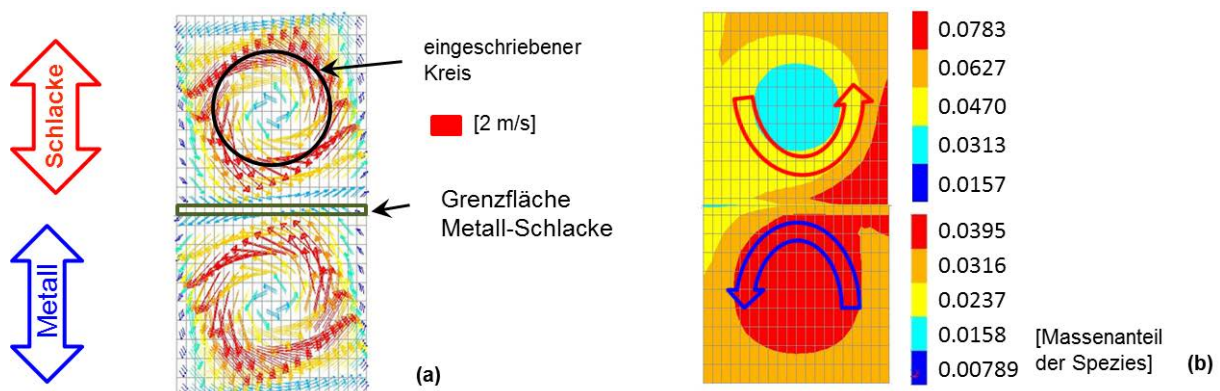 Schlacke
Metall
eingeschriebener
Kreis
[2 m/s]
Grenzfläche
Metall-Schlacke
(a)
0.0783
0.0627
0.0470
0.0313
0.0157
0.0395
0.0316
0.0237
0.0158
0.00789
[Massenanteil
der Spezies]
(b)